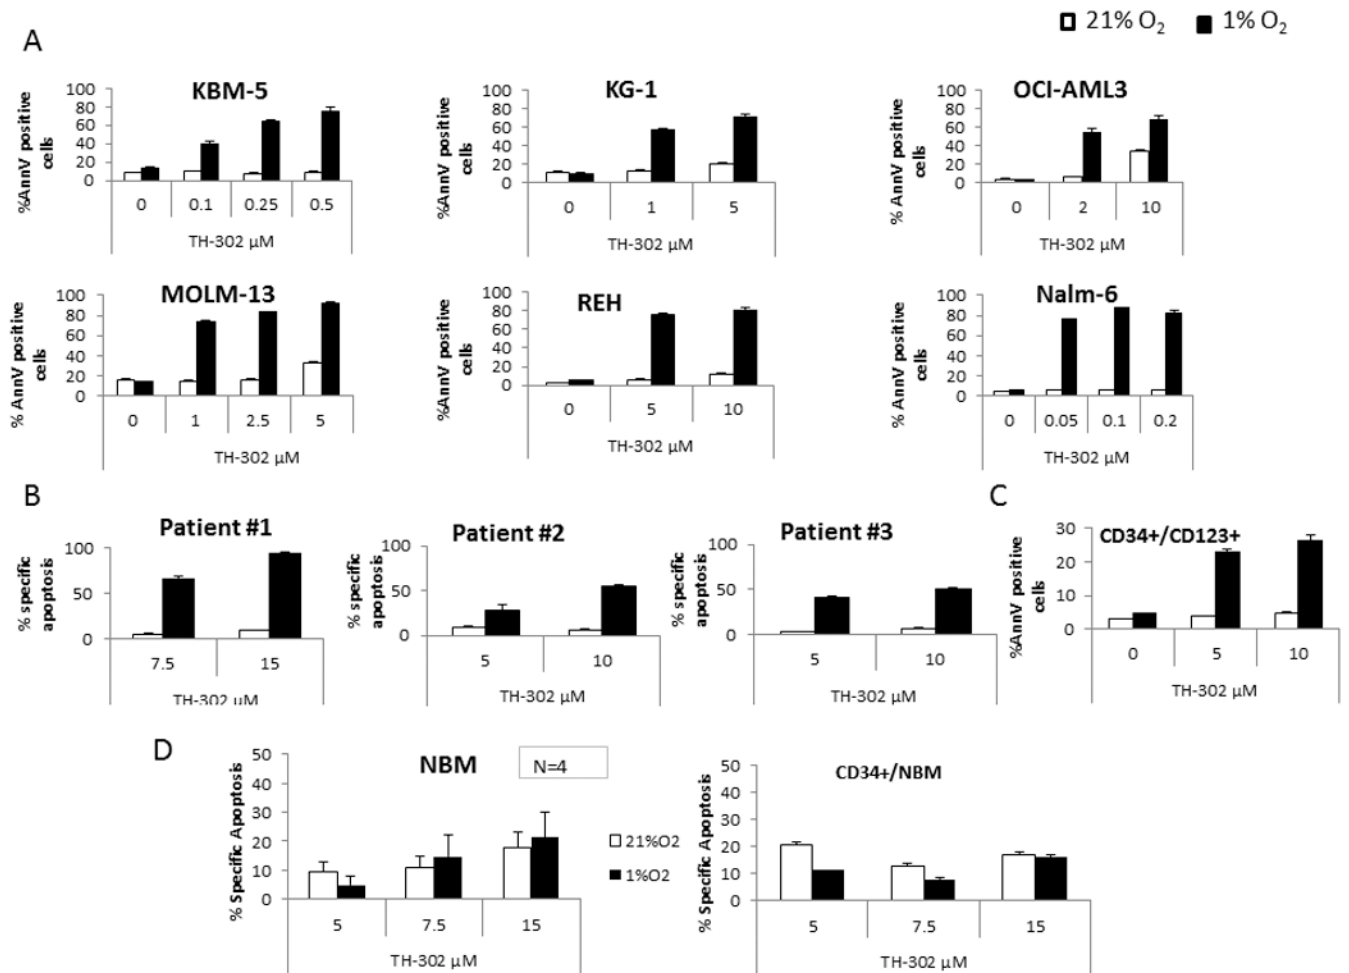 21% O2 1% O2
A
KBM-5
%AnnV positive cells
100
80
60
40
20
0
0 0.1 0.25 0.5
TH-302 µM
KG-1
%AnnV positive cells
100
80
60
40
20
0
0 1 5
TH-302 µM
OCI-AML3
% AnnV positive cells
100
80
60
40
20
0
0 2 10
TH-302 µM
MOLM-13
% AnnV positive cells
100
80
60
40
20
0
0 1 2.5 5
TH-302 µM
REH
%AnnV positive cells
100
80
60
40
20
0
0 5 10
TH-302 µM
Nalm-6
% AnnV positive cells
100
80
60
40
20
0
0 0.05 0.1 0.2
TH-302 µM
B
Patient #1
% specific apoptosis
100
50
0
7.5 15
TH-302 µM
Patient #2
% specific apoptosis
100
50
0
5 10
TH-302 µM
Patient #3
% specific apoptosis
100
50
0
5 10
TH-302 µM
C
CD34+/CD123+
%AnnV positive cells
30
20
10
0
0 5 10
TH-302 µM
D
NBM
N=4
% Specific Apoptosis
50
40
30
20
10
0
5 7.5 15
TH-302 µM
21%O2
1%O2
CD34+/NBM
% Specific Apoptosis
50
40
30
20
10
0
5 7.5 15
TH-302 µM